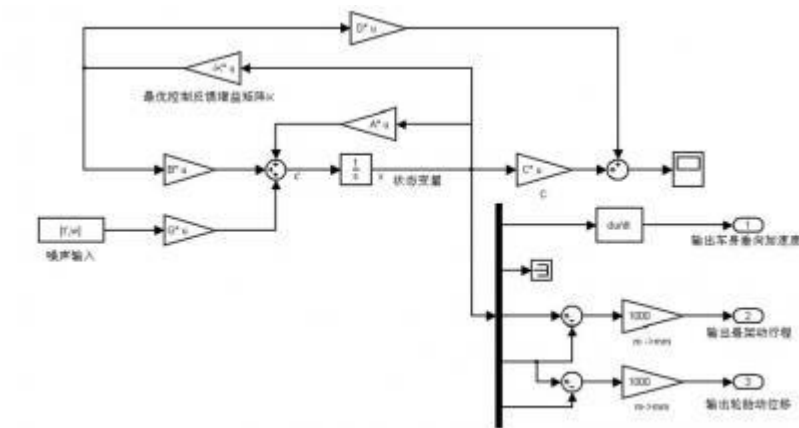 D* u
最优控制反馈增益矩阵K
A* u
B* u
1
s
x
状态变量
C* u
C
[t',w]
G* u
噪声输入
du/dt
1
输出车身垂向加速度
1000
2
m->mm
输出悬架动行程
1000
3
m->mm
输出轮胎动位移